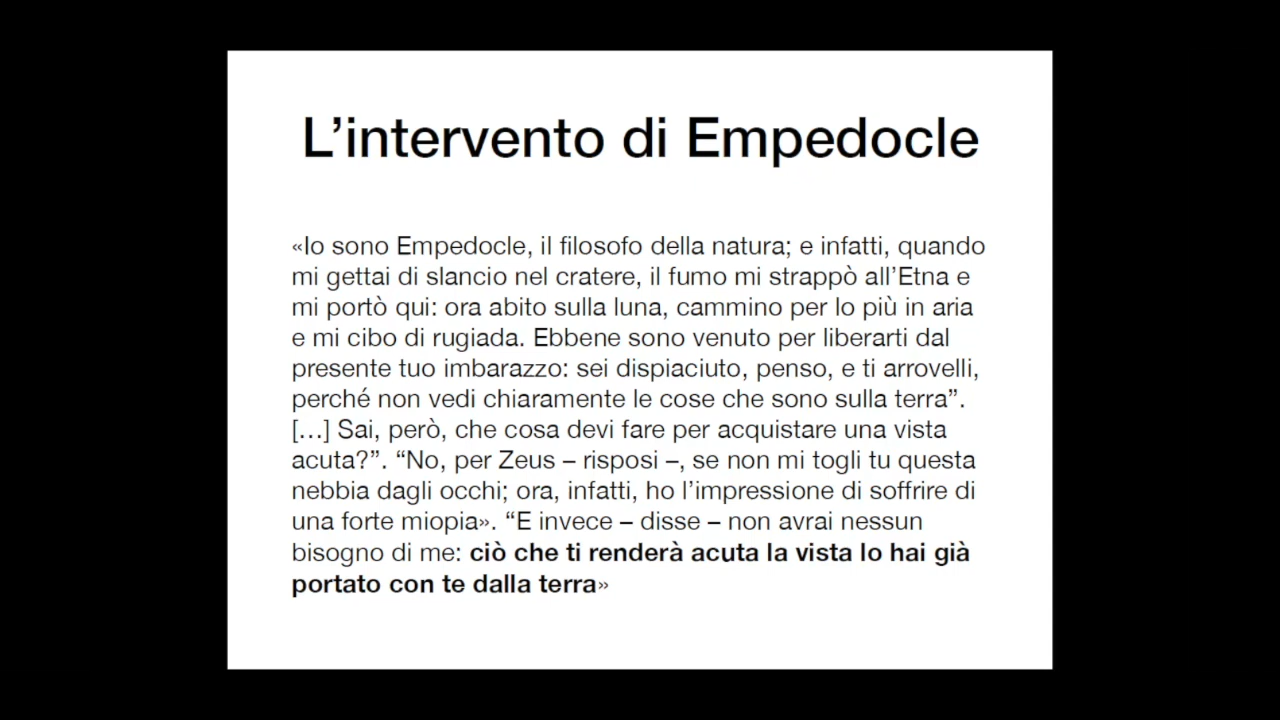 L’intervento di Empedocle
«Io sono Empedocle, il filosofo della natura; e infatti, quando
mi gettai di slancio nel cratere, il fumo mi strappò all’Etna e
mi portò qui: ora abito sulla luna, cammino per lo più in aria
e mi cibo di rugiada. Ebbene sono venuto per liberarti dal
presente tuo imbarazzo: sei dispiaciuto, penso, e ti arrovelli,
perché non vedi chiaramente le cose che sono sulla terra”.
[…] Sai, però, che cosa devi fare per acquistare una vista
acuta?”. “No, per Zeus – risposi –, se non mi togli tu questa
nebbia dagli occhi; ora, infatti, ho l’impressione di soffrire di
una forte miopia». “E invece – disse – non avrai nessun
bisogno di me: ciò che ti renderà acuta la vista lo hai già
portato con te dalla terra»